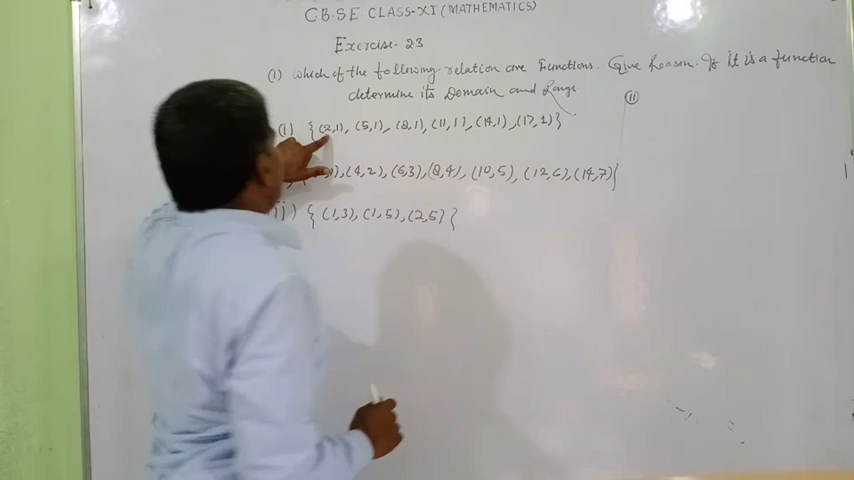 C.B.S.E CLASS-XI (MATHEMATICS)
Exercise-23
(1) Which of the following relation are Functions. Give Reason. If it is a function
determine its Domain and Range
(i) { (2,1), (5,1), (8,1), (11,1), (14,1), (17,1)}
(ii)
(4,2), (6,3), (8,4), (10,5), (12,6), (14,7)}
{ (1,3), (1,5), (2,5) }